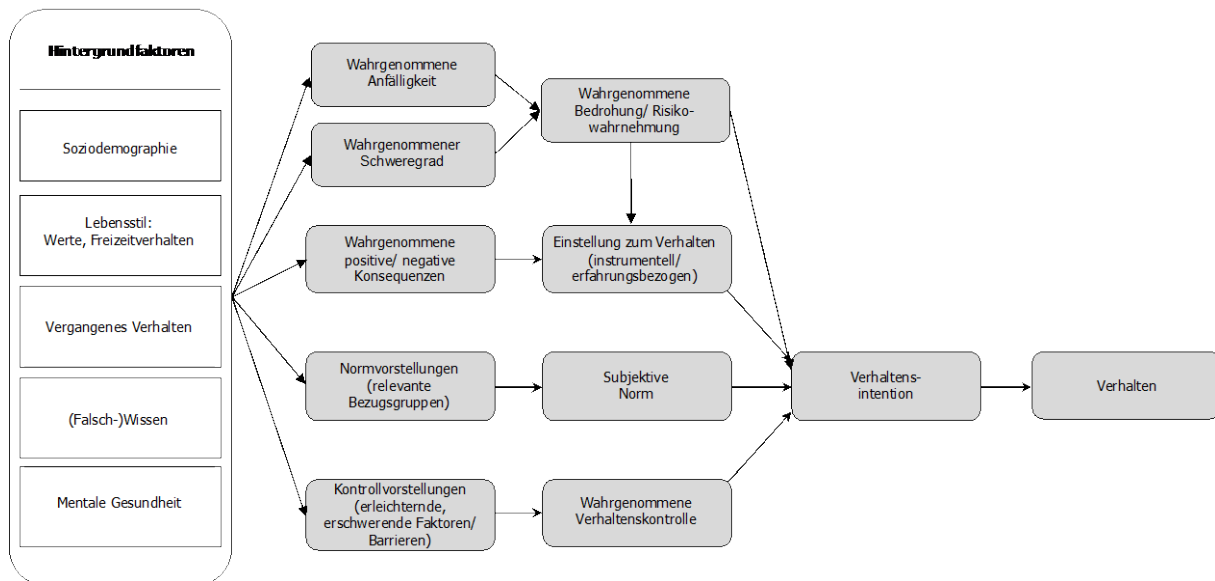 Hintergrundfaktoren
Soziodemographie
Lebensstil:
Werte, Freizeitverhalten
Vergangenes Verhalten
(Falsch-)Wissen
Mentale Gesundheit
Wahrgenommene
Anfälligkeit
Wahrgenommener
Schweregrad
Wahrgenommene
positive/ negative
Konsequenzen
Normvorstellungen
(relevante
Bezugsgruppen)
Kontrollvorstellungen
(erleichternde,
erschwerende Faktoren/
Barrieren)
Wahrgenommene
Bedrohung/ Risiko-
wahrnehmung
Einstellung zum Verhalten
(instrumentell/
erfahrungsbezogen)
Subjektive
Norm
Wahrgenommene
Verhaltenskontrolle
Verhaltens-
intention
Verhalten